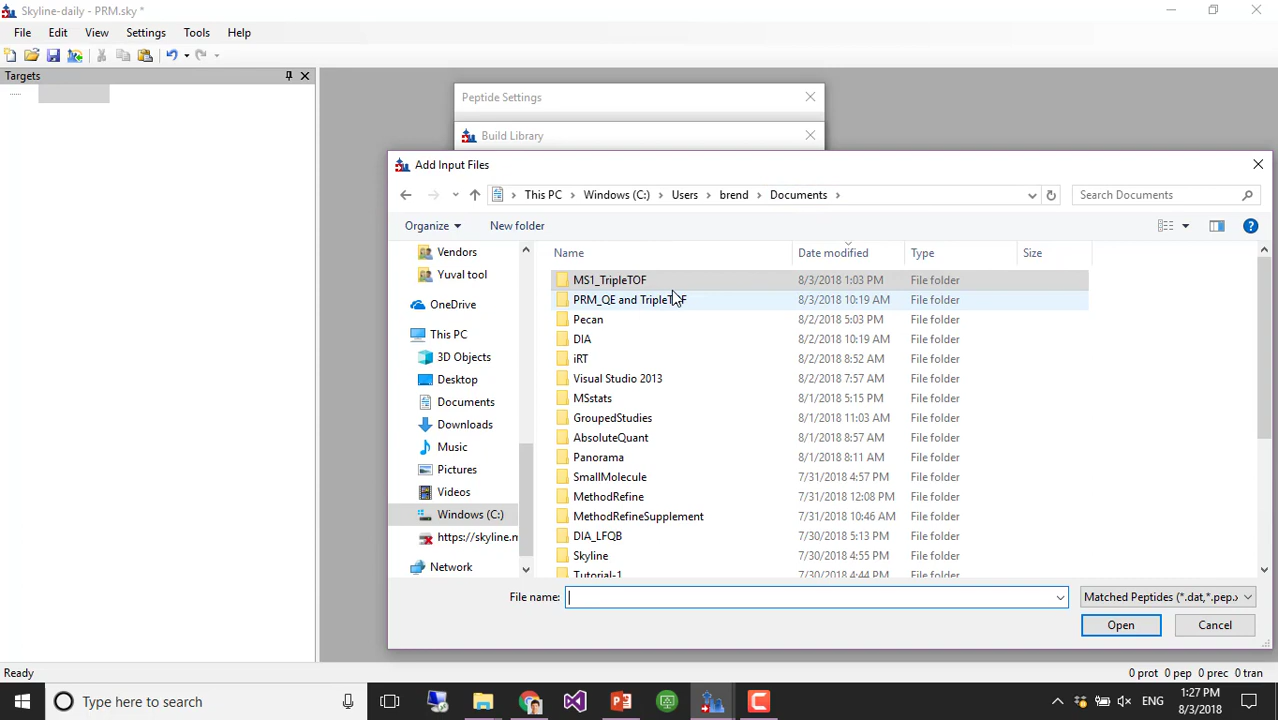 Skyline-daily - PRM.sky *
File Edit View Settings Tools Help
Targets
Peptide Settings
Build Library
Add Input Files
This PC > Windows (C:) > Users > brend > Documents >
Search Documents
Organize New folder
Name Date modified Type Size
Vendors
Yuval tool
OneDrive
This PC
3D Objects
Desktop
Documents
Downloads
Music
Pictures
Videos
Windows (C:)
https://skyline.m
Network
MS1_TripleTOF 8/3/2018 1:03 PM File folder
PRM_QE and TripleTOF 8/3/2018 10:19 AM File folder
Pecan 8/2/2018 5:03 PM File folder
DIA 8/2/2018 10:19 AM File folder
iRT 8/2/2018 8:52 AM File folder
Visual Studio 2013 8/2/2018 7:57 AM File folder
MSstats 8/1/2018 5:15 PM File folder
GroupedStudies 8/1/2018 11:03 AM File folder
AbsoluteQuant 8/1/2018 8:57 AM File folder
Panorama 8/1/2018 8:11 AM File folder
SmallMolecule 7/31/2018 4:57 PM File folder
MethodRefine 7/31/2018 12:08 PM File folder
MethodRefineSupplement 7/31/2018 10:46 AM File folder
DIA_LFQB 7/30/2018 5:13 PM File folder
Skyline 7/30/2018 4:55 PM File folder
Tutorial-1 7/30/2018 4:44 PM File folder
File name: Matched Peptides (*.dat,*.pep.x
Open Cancel
Ready 0 prot 0 pep 0 prec 0 tran
Type here to search
ENG
1:27 PM
8/3/2018